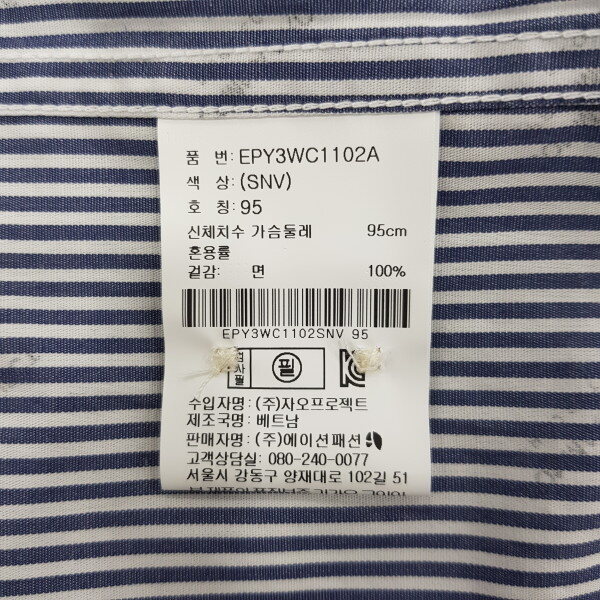 품 번: EPY3WC1102A
색 상: (SNV)
호 칭: 95
신체치수 가슴둘레 95cm
혼용률
겉감: 면 100%
EPY3WC1102SNV 95
검사필 필
수입자명: (주)자오프로젝트
제조국명: 베트남
판매자명: (주)에이션패션
고객상담실: 080-240-0077
서울시 강동구 양재대로 102길 51